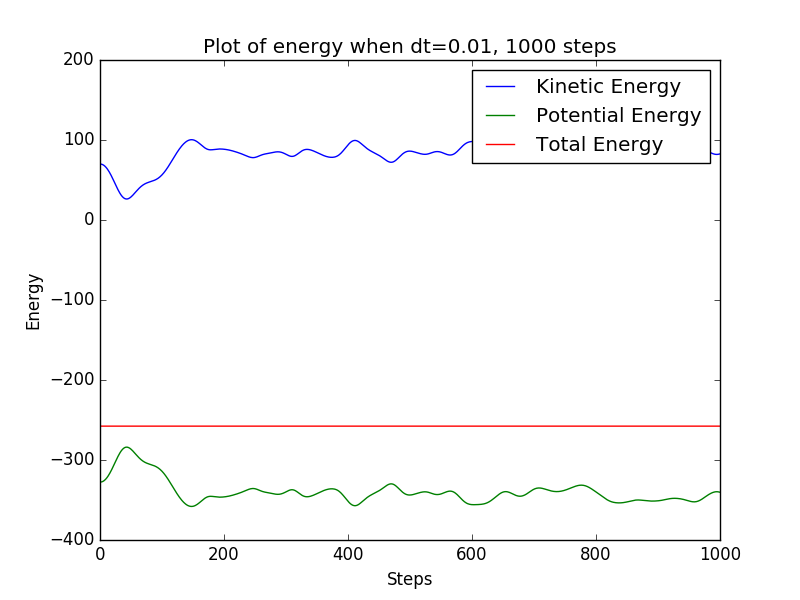 Plot of energy when dt=0.01, 1000 steps
Kinetic Energy
Potential Energy
Total Energy
200
100
0
−100
−200
−300
−400
Energy
0 200 400 600 800 1000
Steps